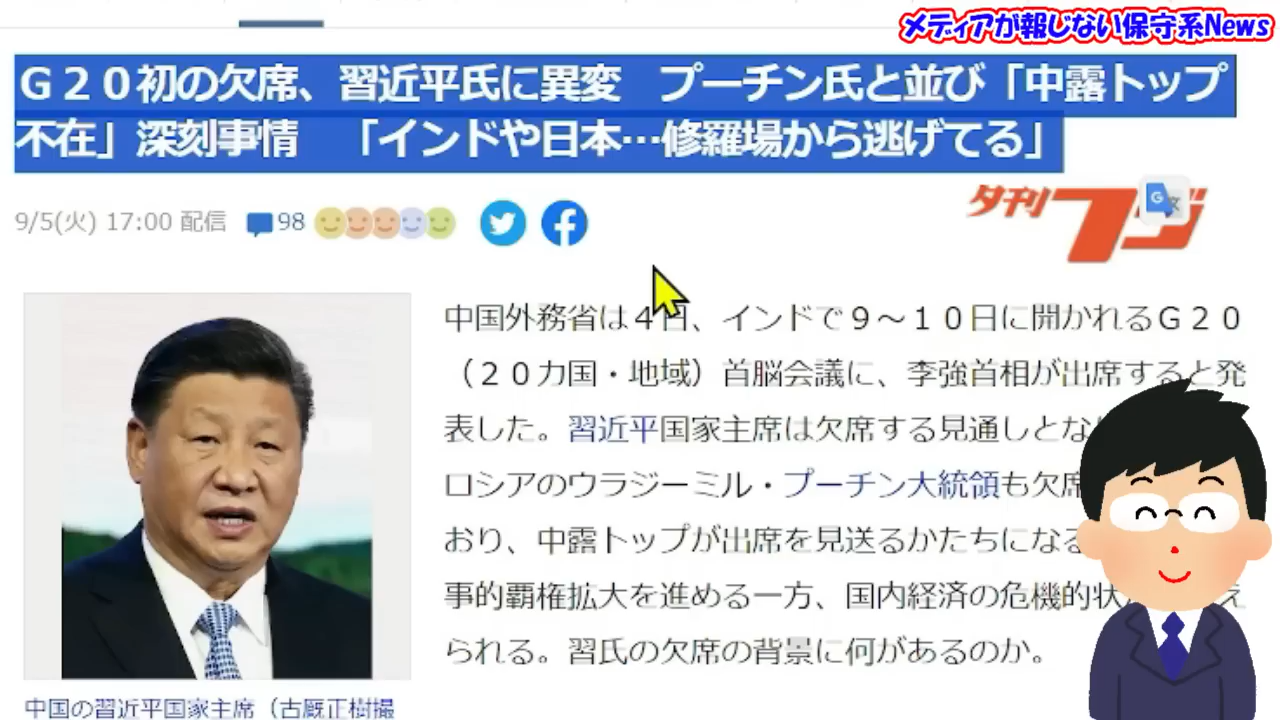 メディアが報じない保守系News
Ｇ２０初の欠席、習近平氏に異変　プーチン氏と並び「中露トップ
不在」深刻事情　「インドや日本…修羅場から逃げてる」
9/5(火) 17:00 配信 98
夕刊フジ
中国外務省は４日、インドで９～１０日に開かれるＧ２０
（２０カ国・地域）首脳会議に、李強首相が出席すると発
表した。習近平国家主席は欠席する見通しとな
ロシアのウラジーミル・プーチン大統領も欠席
おり、中露トップが出席を見送るかたちになる
事的覇権拡大を進める一方、国内経済の危機的状 え
られる。習氏の欠席の背景に何があるのか。
中国の習近平国家主席（古厩正樹撮